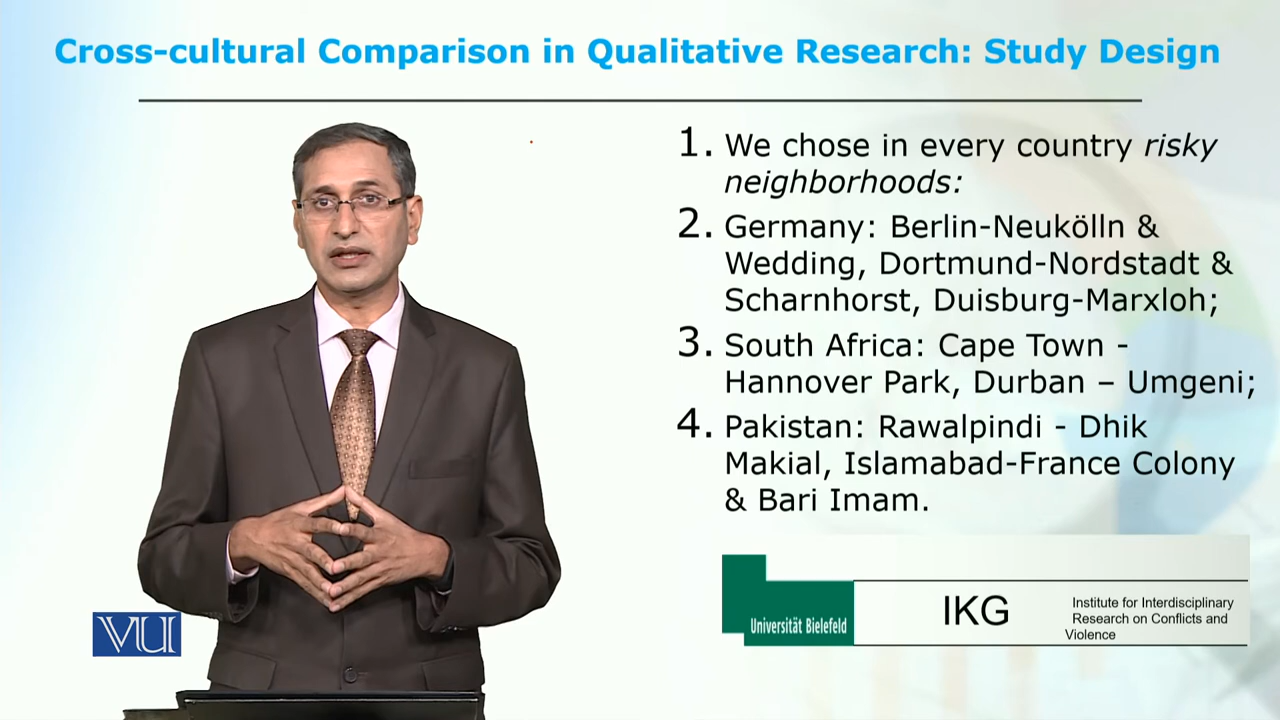 Cross-cultural Comparison in Qualitative Research: Study Design
1. We chose in every country risky
neighborhoods:
2. Germany: Berlin-Neukölln &
Wedding, Dortmund-Nordstadt &
Scharnhorst, Duisburg-Marxloh;
3. South Africa: Cape Town -
Hannover Park, Durban – Umgeni;
4. Pakistan: Rawalpindi - Dhik
Makial, Islamabad-France Colony
& Bari Imam.
Universität Bielefeld
IKG
Institute for Interdisciplinary
Research on Conflicts and
Violence
VU